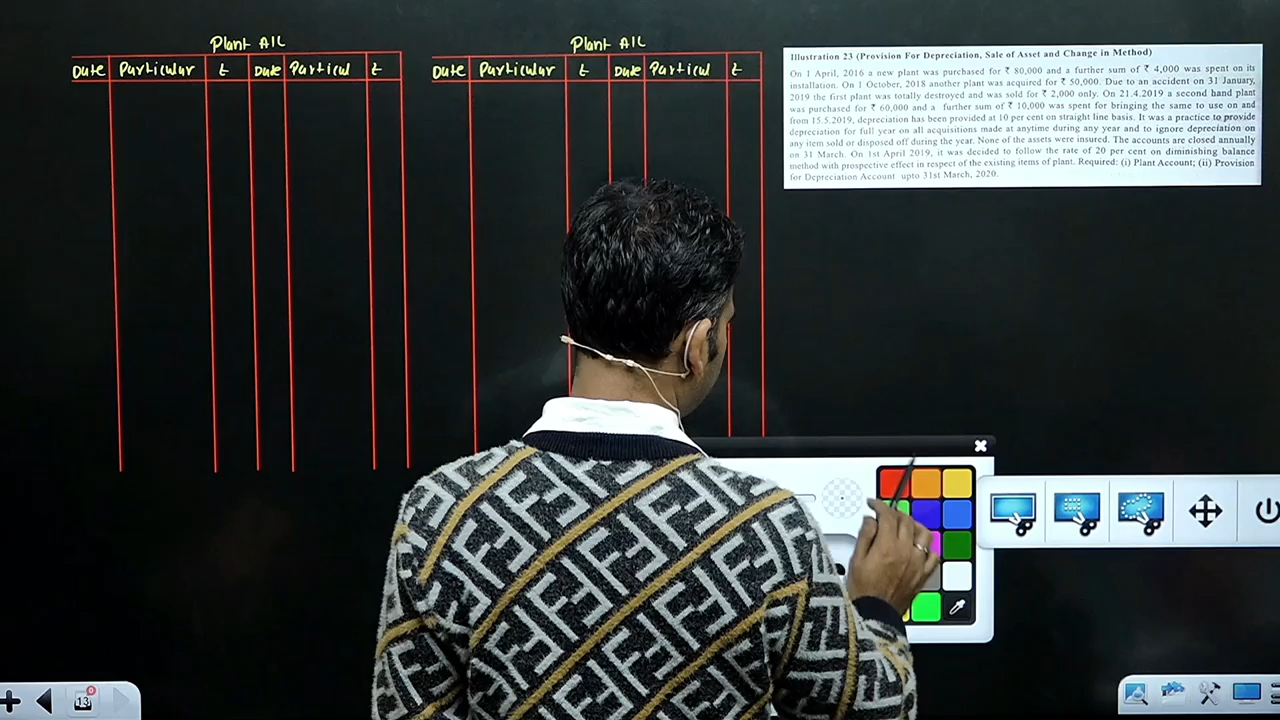 Plant A/C
Date Particular ₹ Date Particul ₹
Plant A/C
Date Particular ₹ Date Particul ₹
Illustration 23 (Provision For Depreciation, Sale of Asset and Change in Method)
On 1 April, 2016 a new plant was purchased for ₹ 80,000 and a further sum of ₹ 4,000 was spent on its
installation. On 1 October, 2018 another plant was acquired for ₹ 50,000. Due to an accident on 31 January,
2019 the first plant was totally destroyed and was sold for ₹ 2,000 only. On 21.4.2019 a second hand plant
was purchased for ₹ 60,000 and a further sum of ₹ 10,000 was spent for bringing the same to use on and
from 15.5.2019, depreciation has been provided at 10 per cent on straight line basis. It was a practice to provide
depreciation for full year on all acquisitions made at anytime during any year and to ignore depreciation on
any item sold or disposed off during the year. None of the assets were insured. The accounts are closed annually
on 31 March. On 1st April 2019, it was decided to follow the rate of 20 per cent on diminishing balance
method with prospective effect in respect of the existing items of plant. Required: (i) Plant Account; (ii) Provision
for Depreciation Account upto 31st March, 2020.
13
0